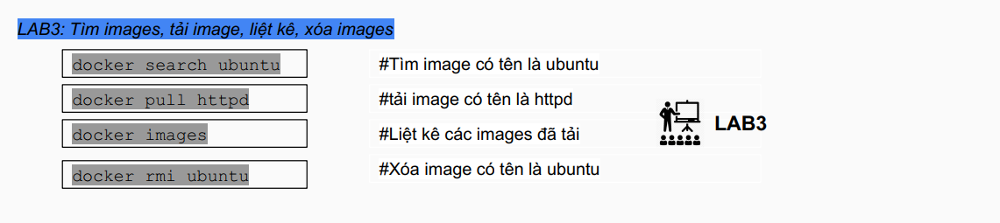 LAB3: Tìm images, tải image, liệt kê, xóa images
docker search ubuntu #Tìm image có tên là ubuntu
docker pull httpd #tải image có tên là httpd
docker images #Liệt kê các images đã tải
LAB3
docker rmi ubuntu #Xóa image có tên là ubuntu